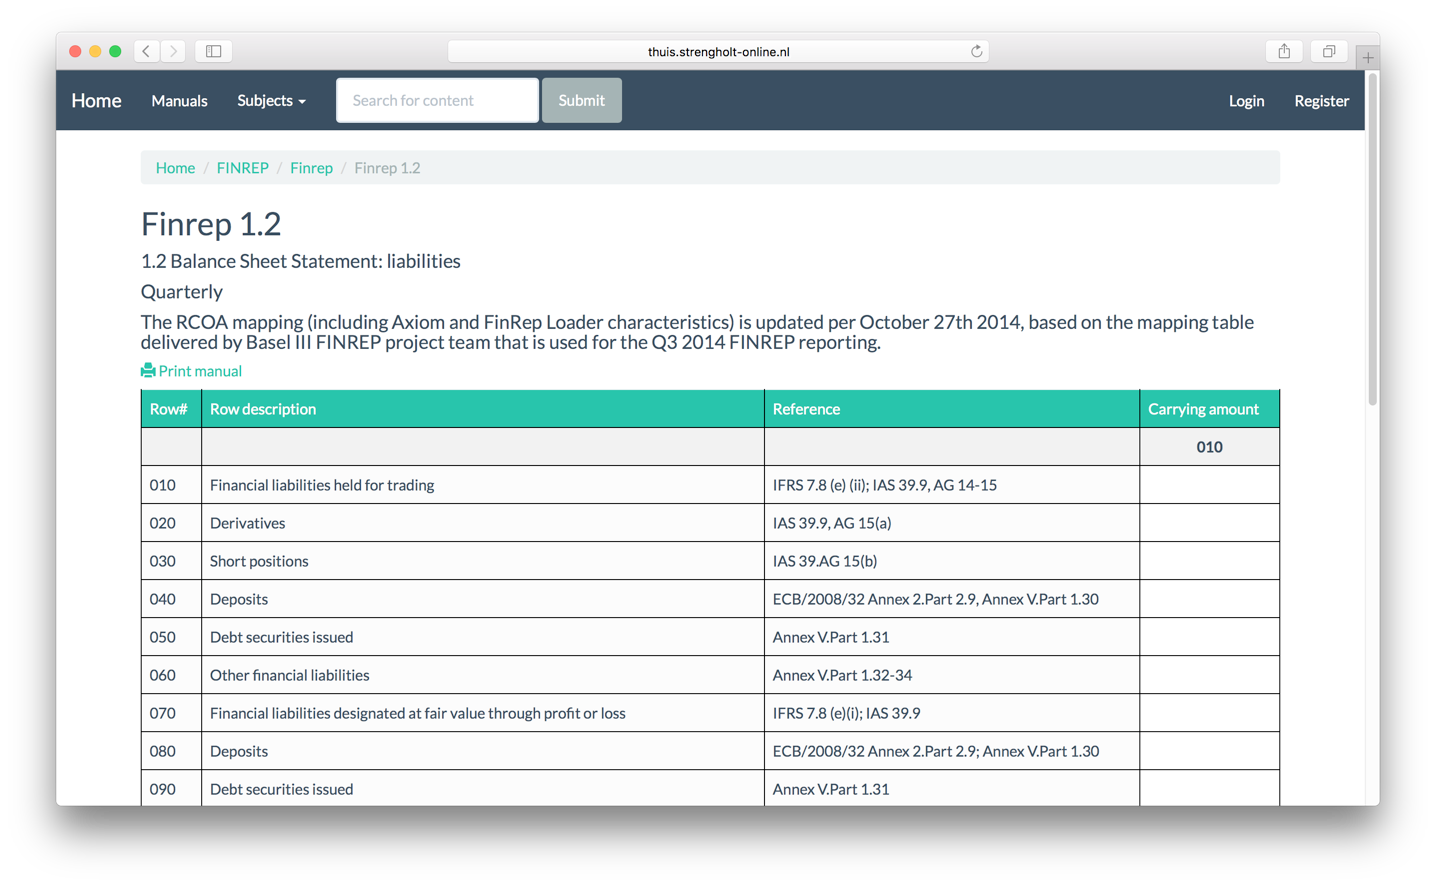 thuis.strengholt-online.nl
Home Manuals Subjects Search for content Submit Login Register
Home / FINREP / Finrep / Finrep 1.2
Finrep 1.2
1.2 Balance Sheet Statement: liabilities
Quarterly
The RCOA mapping (including Axiom and FinRep Loader characteristics) is updated per October 27th 2014, based on the mapping table
delivered by Basel III FINREP project team that is used for the Q3 2014 FINREP reporting.
Print manual
Row# Row description Reference Carrying amount
010
010 Financial liabilities held for trading IFRS 7.8 (e) (ii); IAS 39.9, AG 14-15
020 Derivatives IAS 39.9, AG 15(a)
030 Short positions IAS 39.AG 15(b)
040 Deposits ECB/2008/32 Annex 2.Part 2.9, Annex V.Part 1.30
050 Debt securities issued Annex V.Part 1.31
060 Other financial liabilities Annex V.Part 1.32-34
070 Financial liabilities designated at fair value through profit or loss IFRS 7.8 (e)(i); IAS 39.9
080 Deposits ECB/2008/32 Annex 2.Part 2.9; Annex V.Part 1.30
090 Debt securities issued Annex V.Part 1.31